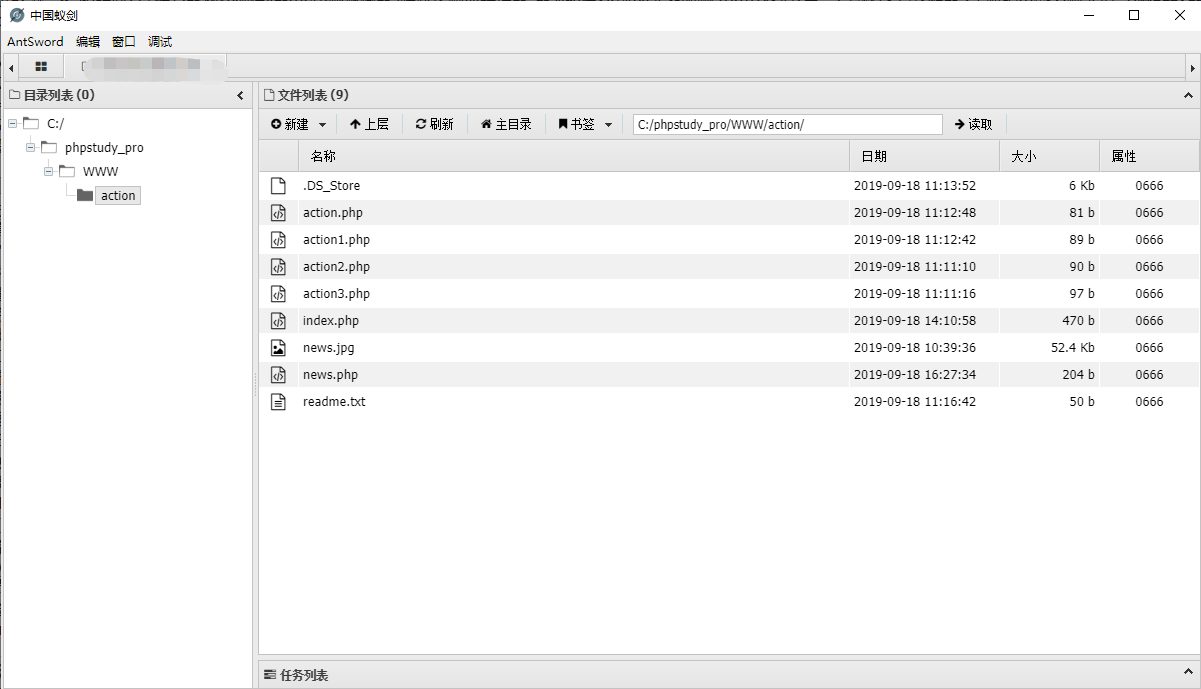 中国蚁剑
AntSword 编辑 窗口 调试
目录列表 (0)
C:/
phpstudy_pro
WWW
action
文件列表 (9)
新建 上层 刷新 主目录 书签 C:/phpstudy_pro/WWW/action/ 读取
名称 日期 大小 属性
.DS_Store 2019-09-18 11:13:52 6 Kb 0666
action.php 2019-09-18 11:12:48 81 b 0666
action1.php 2019-09-18 11:12:42 89 b 0666
action2.php 2019-09-18 11:11:10 90 b 0666
action3.php 2019-09-18 11:11:16 97 b 0666
index.php 2019-09-18 14:10:58 470 b 0666
news.jpg 2019-09-18 10:39:36 52.4 Kb 0666
news.php 2019-09-18 16:27:34 204 b 0666
readme.txt 2019-09-18 11:16:42 50 b 0666
任务列表